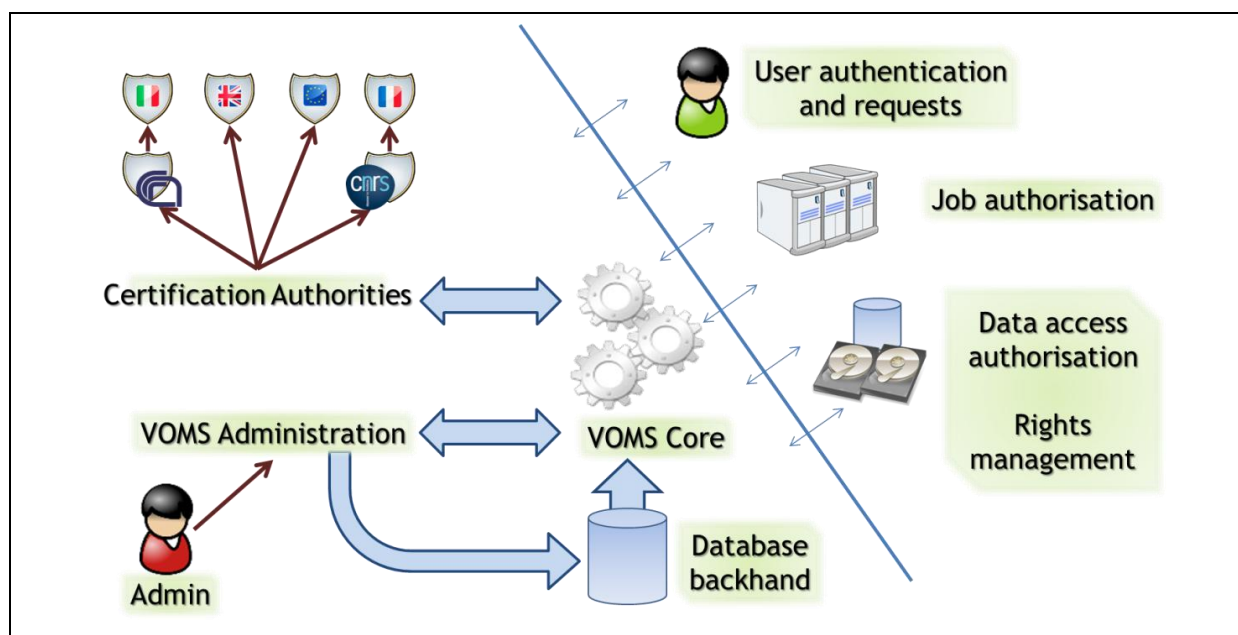 User authentication
and requests
cnrs
Job authorisation
Certification Authorities
Data access
authorisation
Rights
management
VOMS Administration
VOMS Core
Database
backhand
Admin